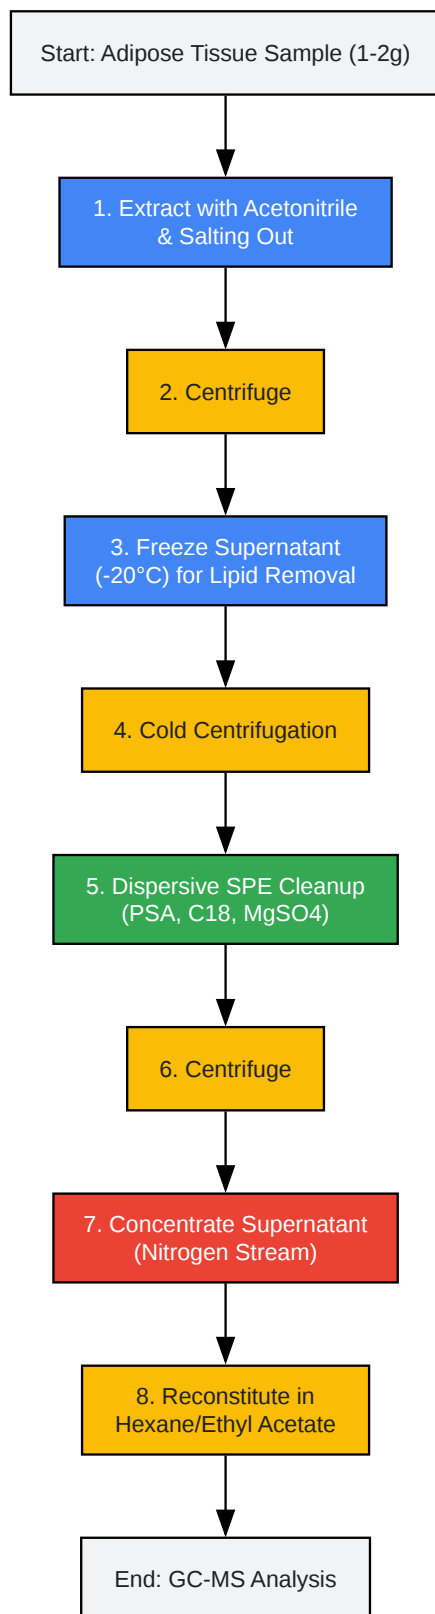 Start: Adipose Tissue Sample (1-2g)
1. Extract with Acetonitrile
& Salting Out
2. Centrifuge
3. Freeze Supernatant
(-20°C) for Lipid Removal
4. Cold Centrifugation
5. Dispersive SPE Cleanup
(PSA, C18, MgSO4)
6. Centrifuge
7. Concentrate Supernatant
(Nitrogen Stream)
8. Reconstitute in
Hexane/Ethyl Acetate
End: GC-MS Analysis